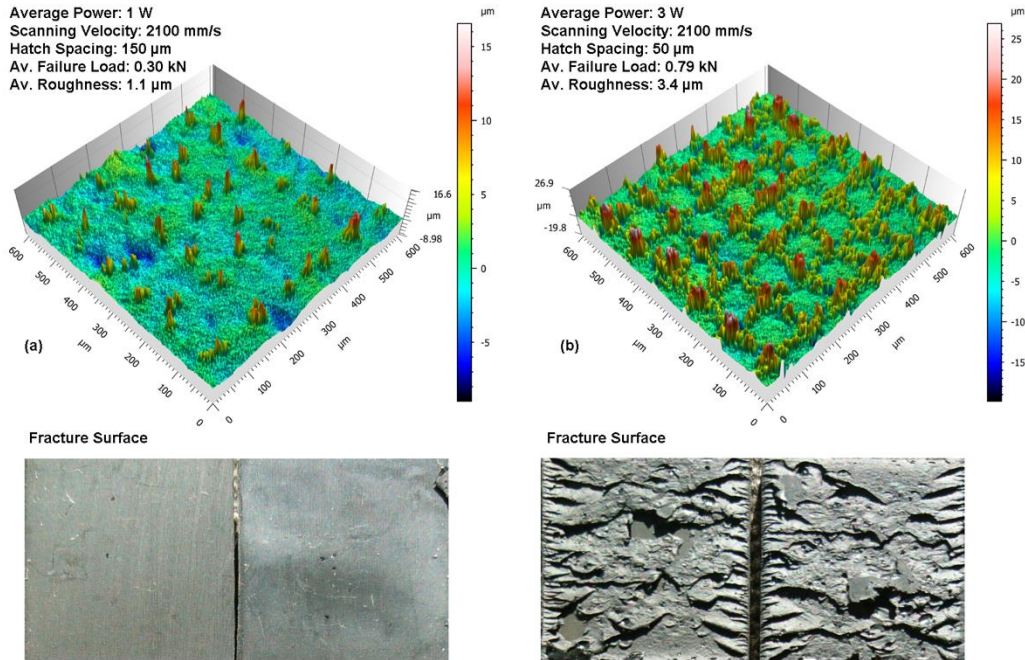 Average Power: 1 W
Scanning Velocity: 2100 mm/s
Hatch Spacing: 150 µm
Av. Failure Load: 0.30 kN
Av. Roughness: 1.1 µm
µm
15
10
5
0
-5
16.6
µm
-8.98
600
500
400
300
200
100
0
µm
0
100
200
300
400
500
600
µm
(a)
Fracture Surface
Average Power: 3 W
Scanning Velocity: 2100 mm/s
Hatch Spacing: 50 µm
Av. Failure Load: 0.79 kN
Av. Roughness: 3.4 µm
µm
25
20
15
10
5
0
-5
-10
-15
26.9
µm
-19.8
600
500
400
300
200
100
0
µm
0
100
200
300
400
500
600
µm
(b)
Fracture Surface